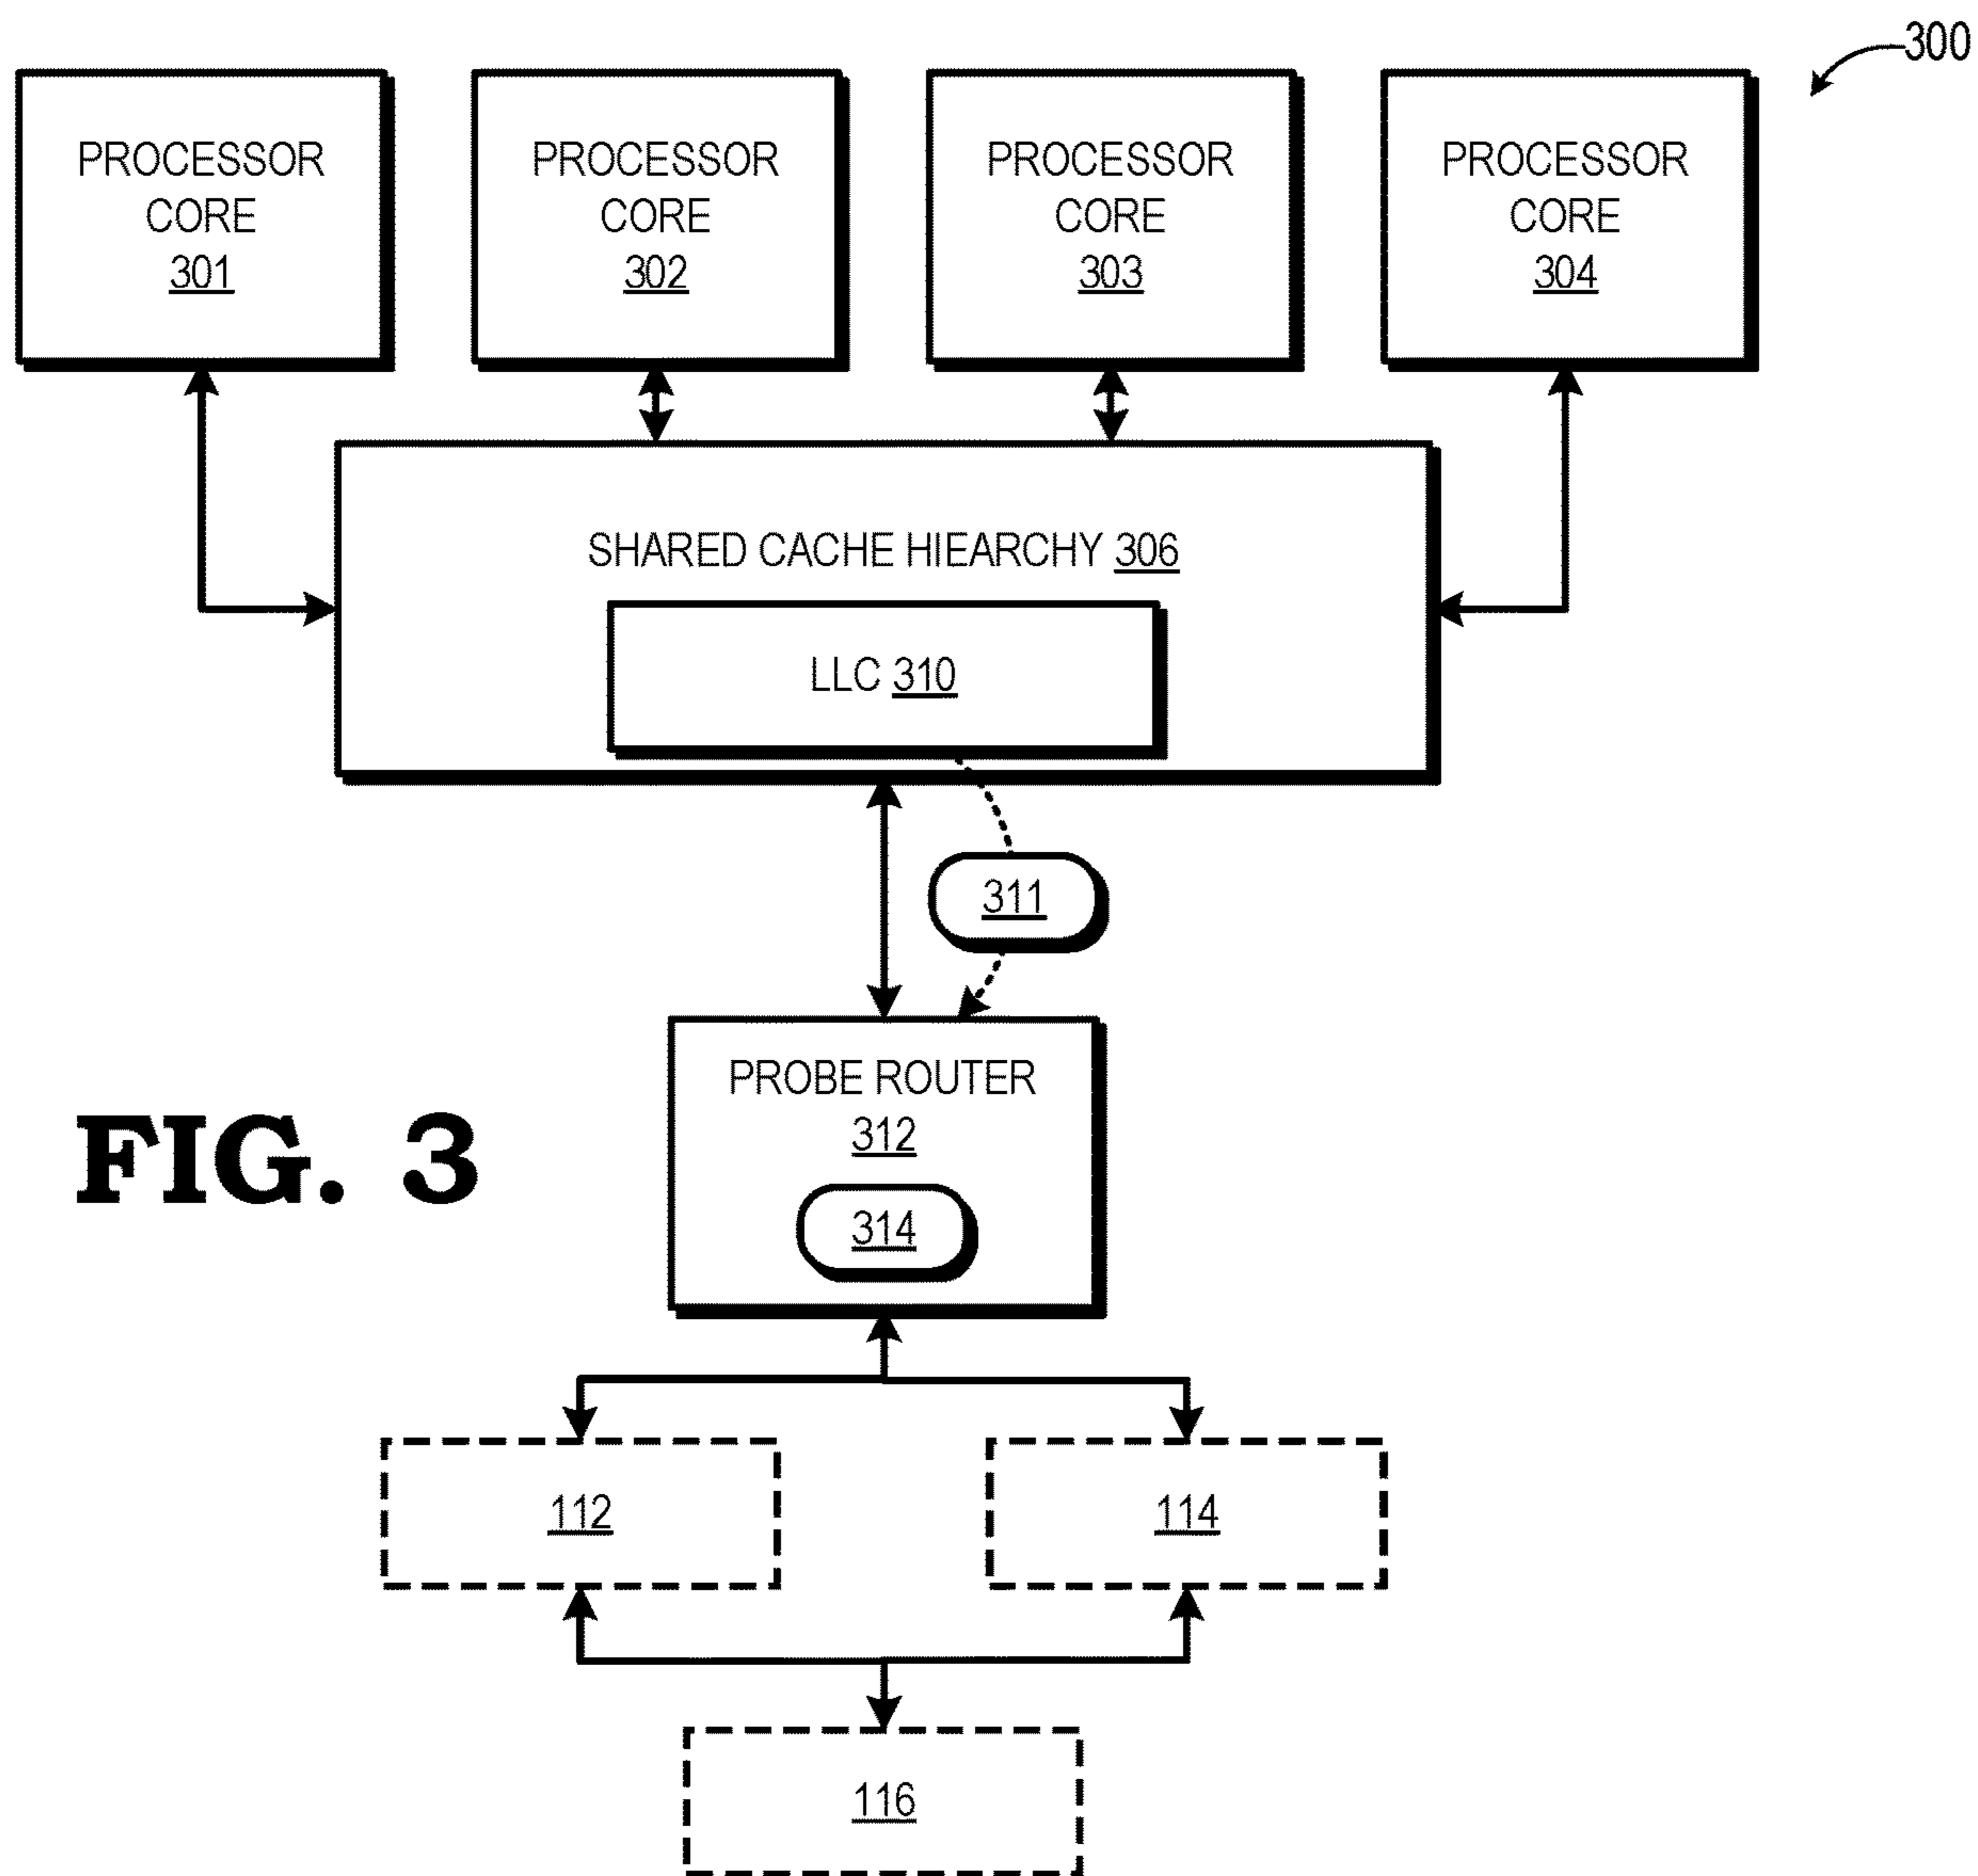 300
PROCESSOR
CORE
301
PROCESSOR
CORE
302
PROCESSOR
CORE
303
PROCESSOR
CORE
304
SHARED CACHE HIEARCHY 306
LLC 310
311
PROBE ROUTER
312
314
FIG. 3
112
114
116